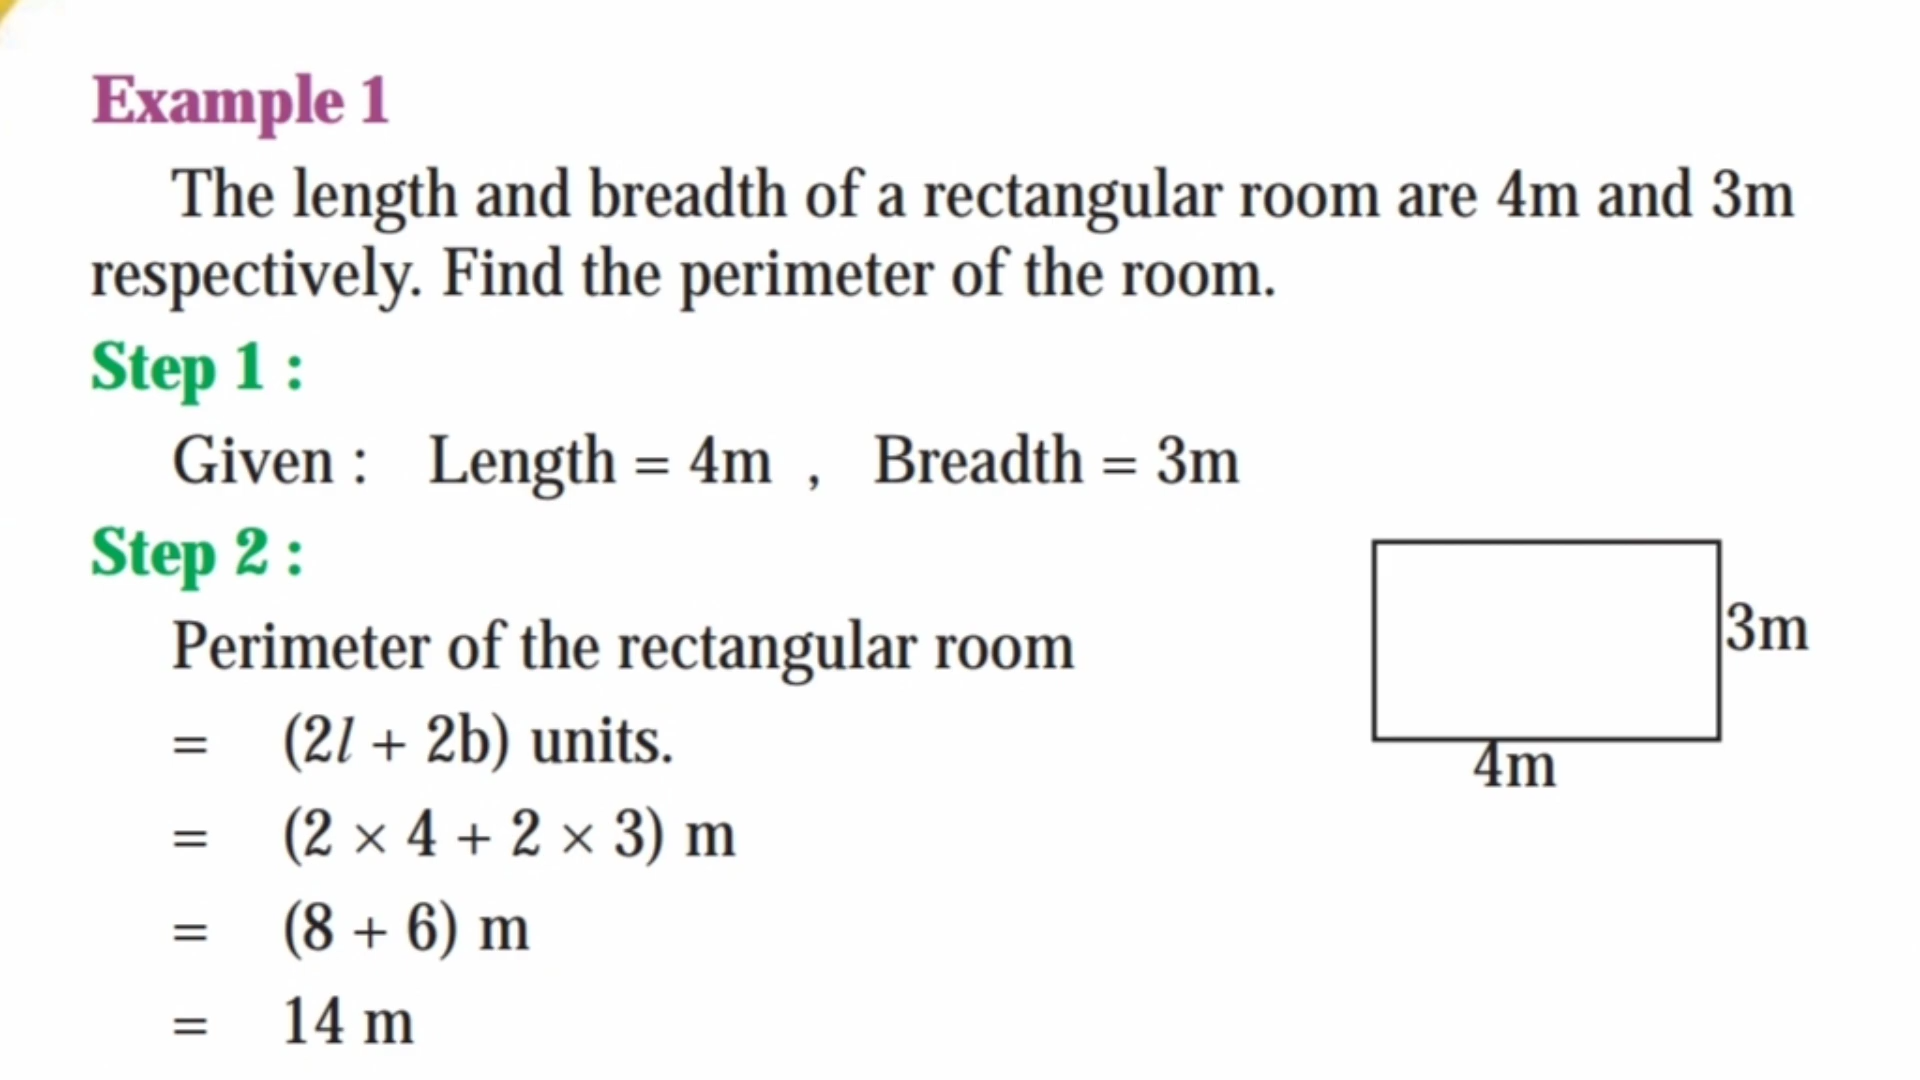 Example 1
The length and breadth of a rectangular room are 4m and 3m
respectively. Find the perimeter of the room.
Step 1 :
Given : Length = 4m , Breadth = 3m
Step 2 :
Perimeter of the rectangular room
= (2l + 2b) units.
= (2 × 4 + 2 × 3) m
= (8 + 6) m
= 14 m
3m
4m